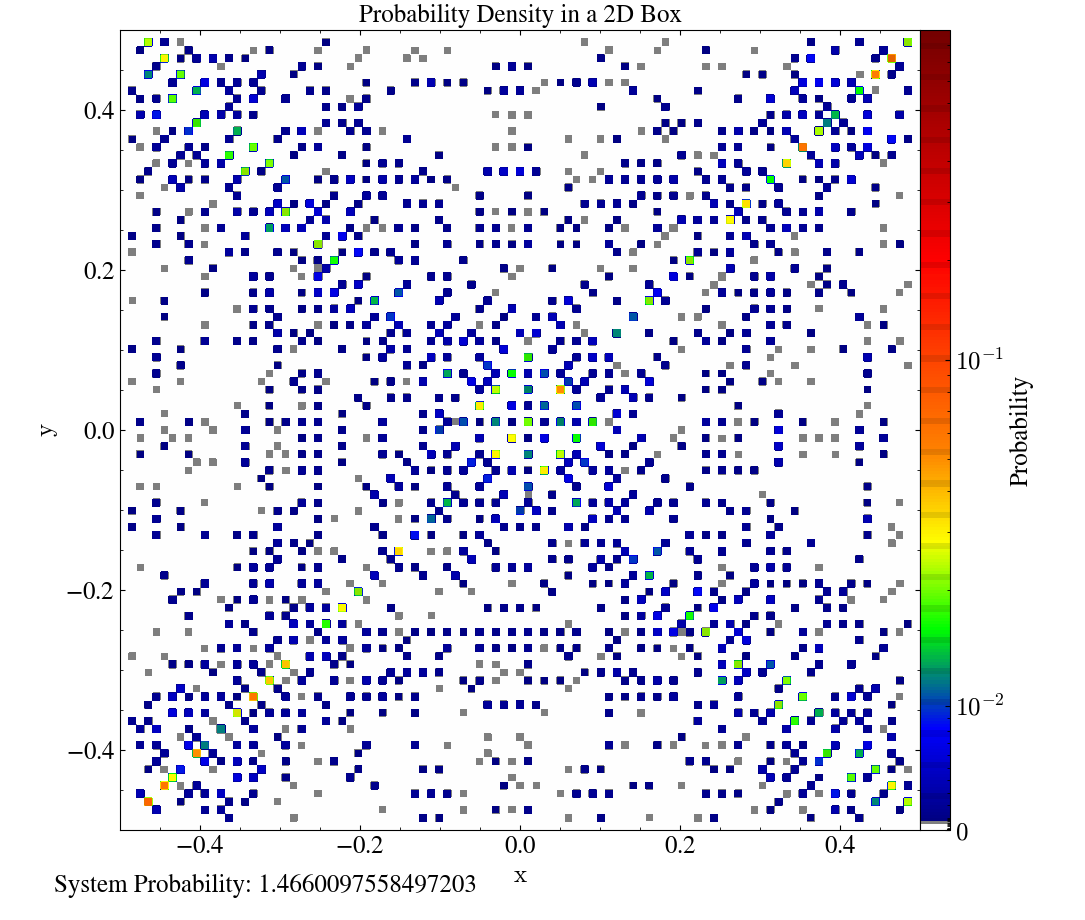 Probability Density in a 2D Box
0.4
0.2
0.0
−0.2
−0.4
y
−0.4 −0.2 0.0 0.2 0.4
x
10⁻¹
10⁻²
0
Probability
System Probability: 1.4660097558497203